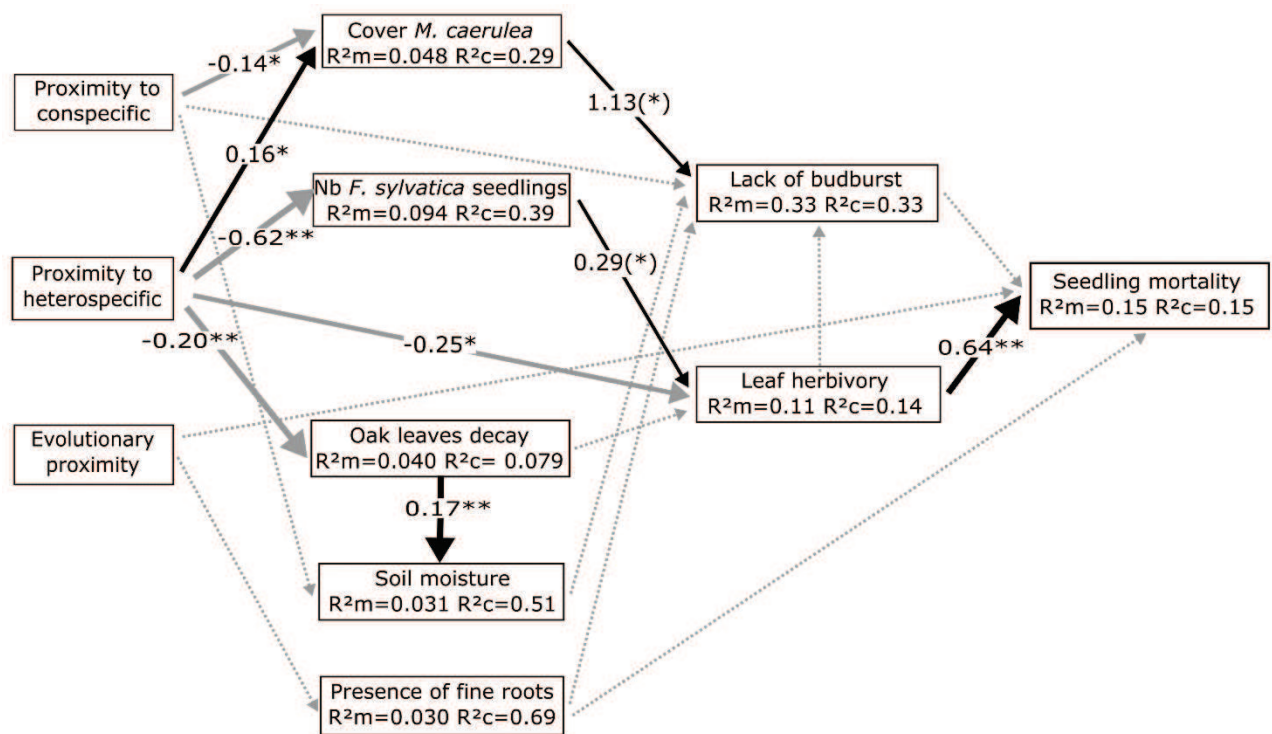 Cover M. caerulea
R²m=0.048 R²c=0.29
-0.14*
Proximity to
conspecific
1.13(*)
0.16*
Nb F. sylvatica seedlings
R²m=0.094 R²c=0.39
Lack of budburst
R²m=0.33 R²c=0.33
-0.62**
0.29(*)
Proximity to
heterospecific
Seedling mortality
R²m=0.15 R²c=0.15
-0.20**
-0.25*
0.64**
Leaf herbivory
R²m=0.11 R²c=0.14
Evolutionary
proximity
Oak leaves decay
R²m=0.040 R²c= 0.079
0.17**
Soil moisture
R²m=0.031 R²c=0.51
Presence of fine roots
R²m=0.030 R²c=0.69